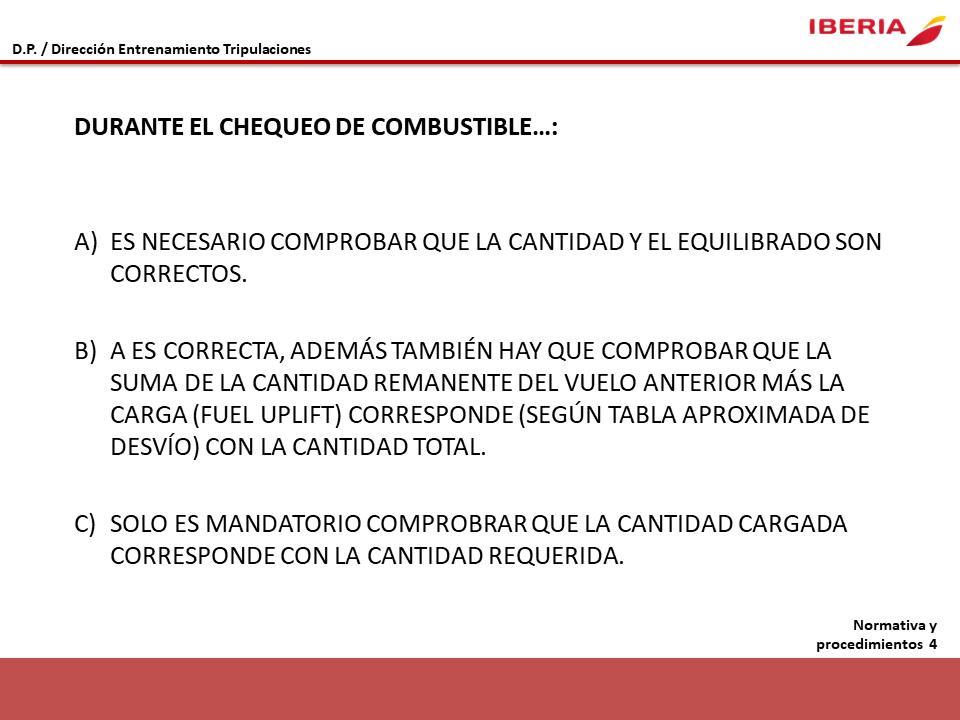 IBERIA
D.P. / Dirección Entrenamiento Tripulaciones
DURANTE EL CHEQUEO DE COMBUSTIBLE...:
A) ES NECESARIO COMPROBAR QUE LA CANTIDAD Y EL EQUILIBRADO SON
CORRECTOS.
B) A ES CORRECTA, ADEMÁS TAMBIÉN HAY QUE COMPROBAR QUE LA
SUMA DE LA CANTIDAD REMANENTE DEL VUELO ANTERIOR MÁS LA
CARGA (FUEL UPLIFT) CORRESPONDE (SEGÚN TABLA APROXIMADA DE
DESVÍO) CON LA CANTIDAD TOTAL.
C) SOLO ES MANDATORIO COMPROBRAR QUE LA CANTIDAD CARGADA
CORRESPONDE CON LA CANTIDAD REQUERIDA.
Normativa y
procedimientos 4